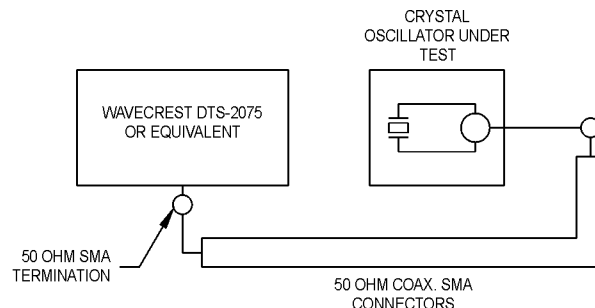 CRYSTAL
OSCILLATOR UNDER
TEST
WAVECREST DTS-2075
OR EQUIVALENT
50 OHM SMA
TERMINATION
50 OHM COAX. SMA
CONNECTORS